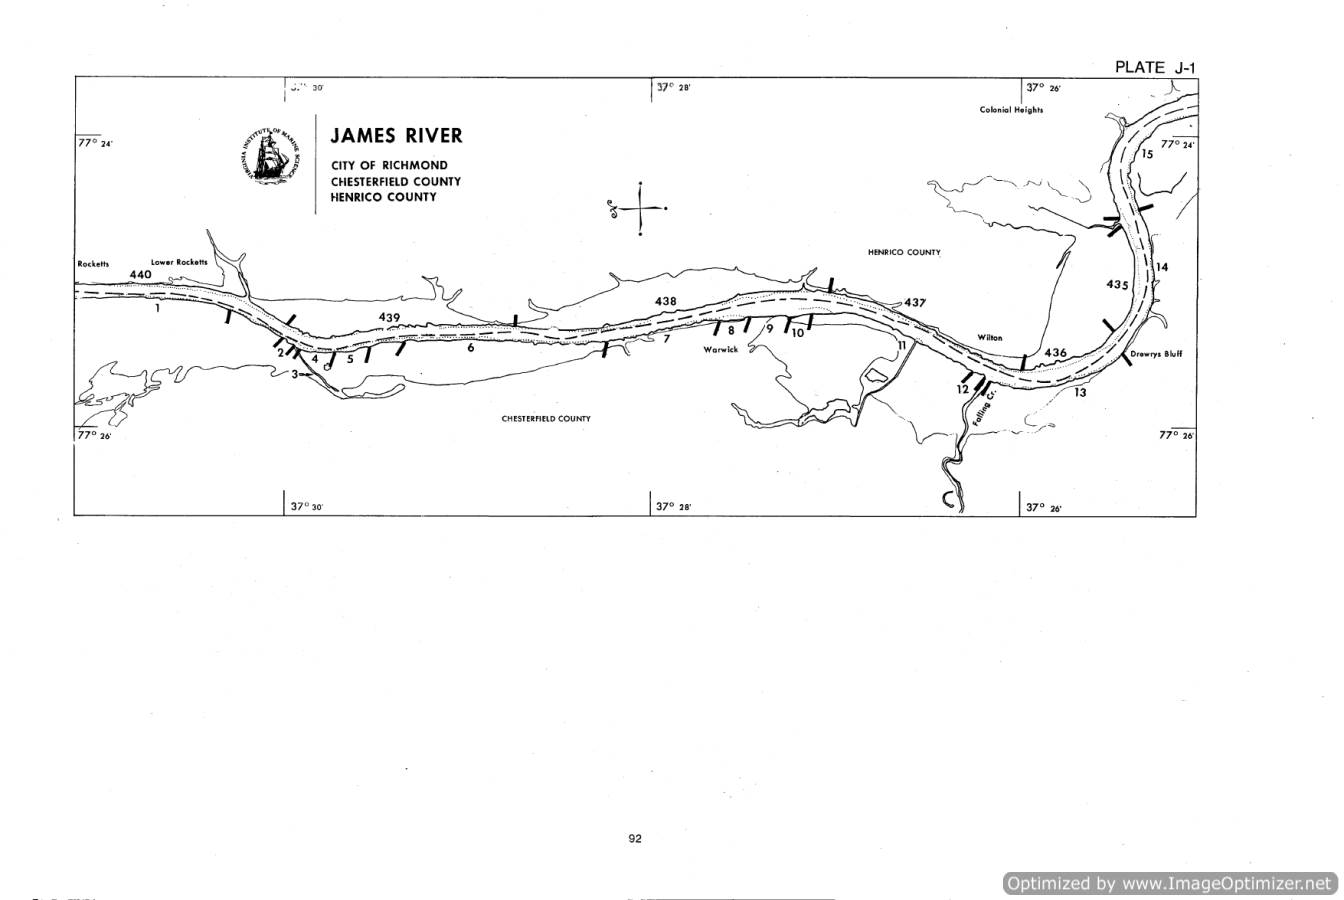 PLATE J-1
30'
37° 28'
37° 26'
Colonial Heights
77° 24'
VIRGINIA INSTITUTE OF MARINE SCIENCE
JAMES RIVER
CITY OF RICHMOND
CHESTERFIELD COUNTY
HENRICO COUNTY
N
77° 24'
15
HENRICO COUNTY
Rocketts
Lower Rocketts
440
1
439
438
437
435
14
2
3
4
5
6
7
8
9
10
Warwick
11
Wilton
436
Drewrys Bluff
12
13
Falling Cr.
CHESTERFIELD COUNTY
77° 26'
77° 26'
37° 30'
37° 28'
37° 26'
92
Optimized by www.ImageOptimizer.net